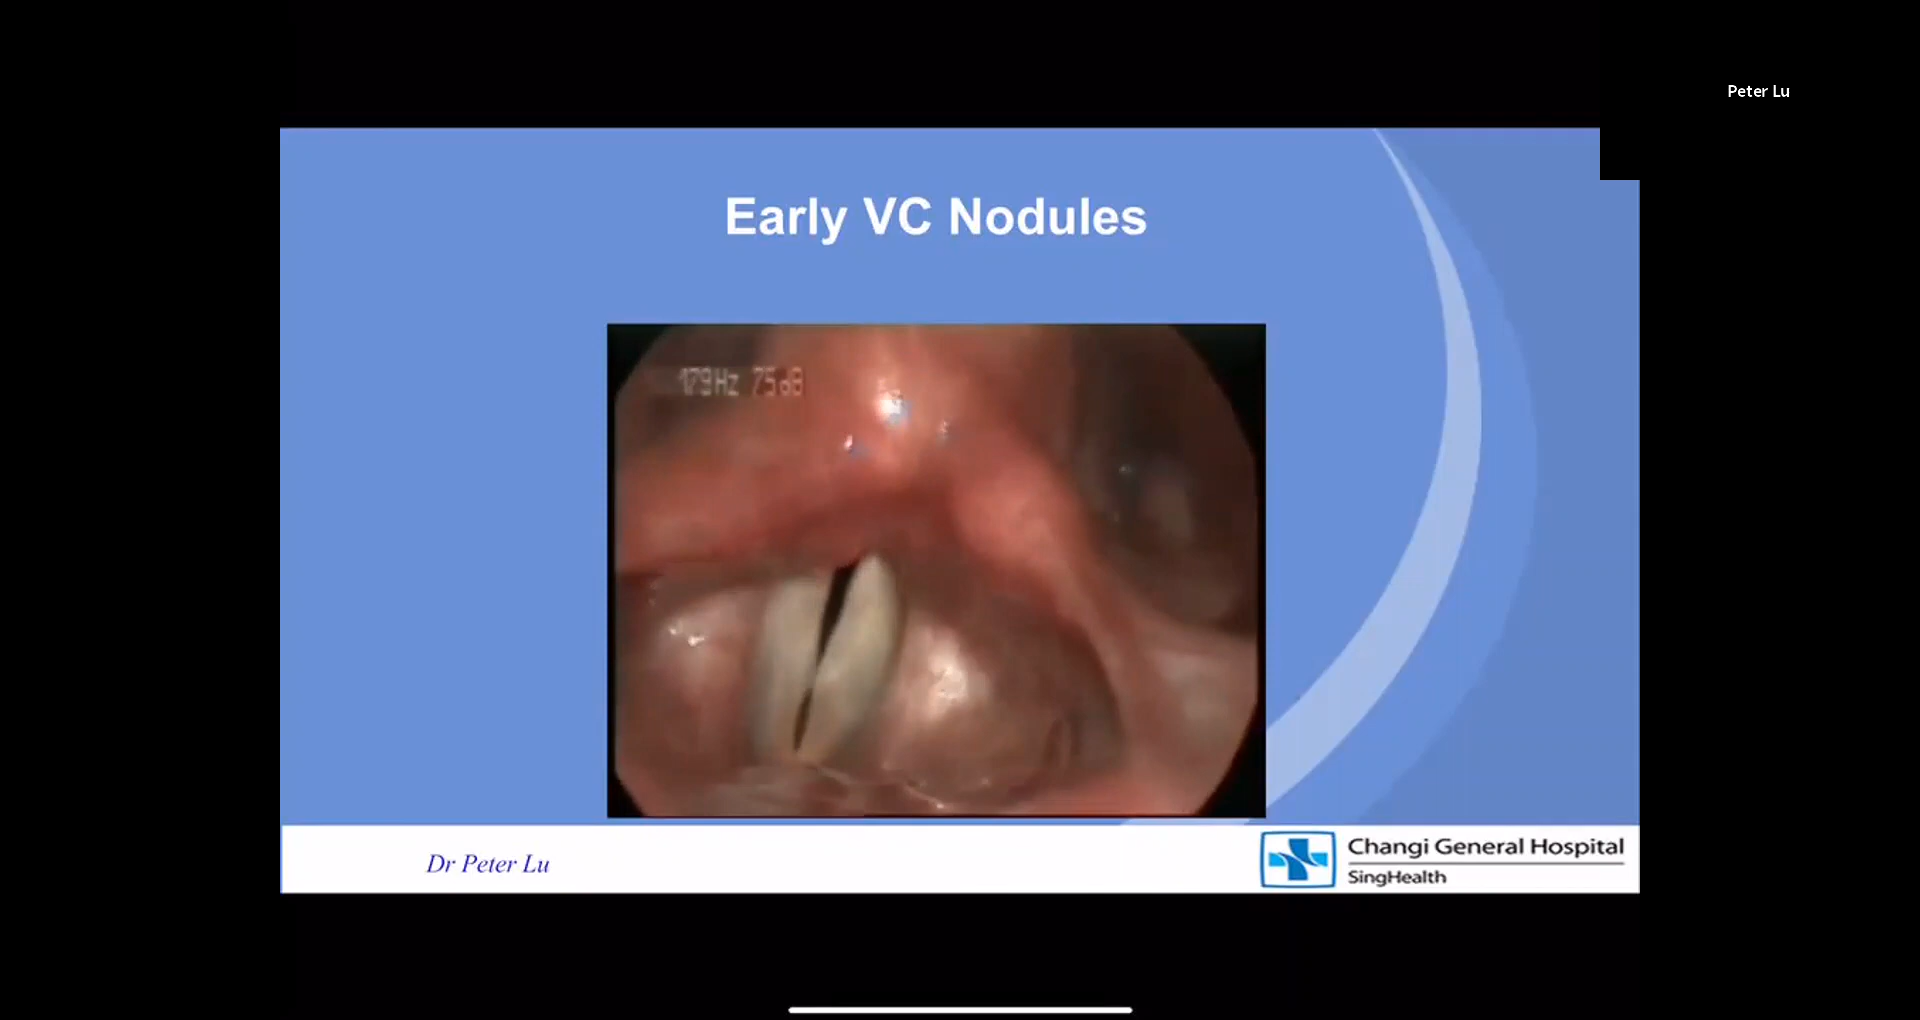 Peter Lu
Early VC Nodules
179Hz 75dB
Dr Peter Lu
Changi General Hospital
SingHealth